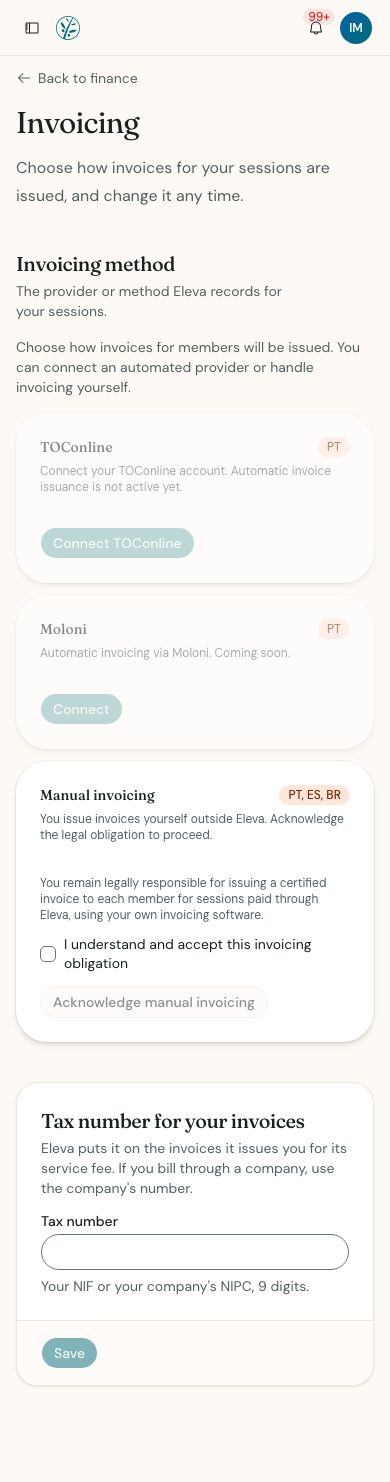 99+
IM
Back to finance
Invoicing
Choose how invoices for your sessions are
issued, and change it any time.
Invoicing method
The provider or method Eleva records for
your sessions.
Choose how invoices for members will be issued. You
can connect an automated provider or handle
invoicing yourself.
TOConline
PT
Connect your TOConline account. Automatic invoice
issuance is not active yet.
Connect TOConline
Moloni
PT
Automatic invoicing via Moloni. Coming soon.
Connect
Manual invoicing
PT, ES, BR
You issue invoices yourself outside Eleva. Acknowledge
the legal obligation to proceed.
You remain legally responsible for issuing a certified
invoice to each member for sessions paid through
Eleva, using your own invoicing software.
I understand and accept this invoicing
obligation
Acknowledge manual invoicing
Tax number for your invoices
Eleva puts it on the invoices it issues you for its
service fee. If you bill through a company, use
the company's number.
Tax number
Your NIF or your company's NIPC, 9 digits.
Save